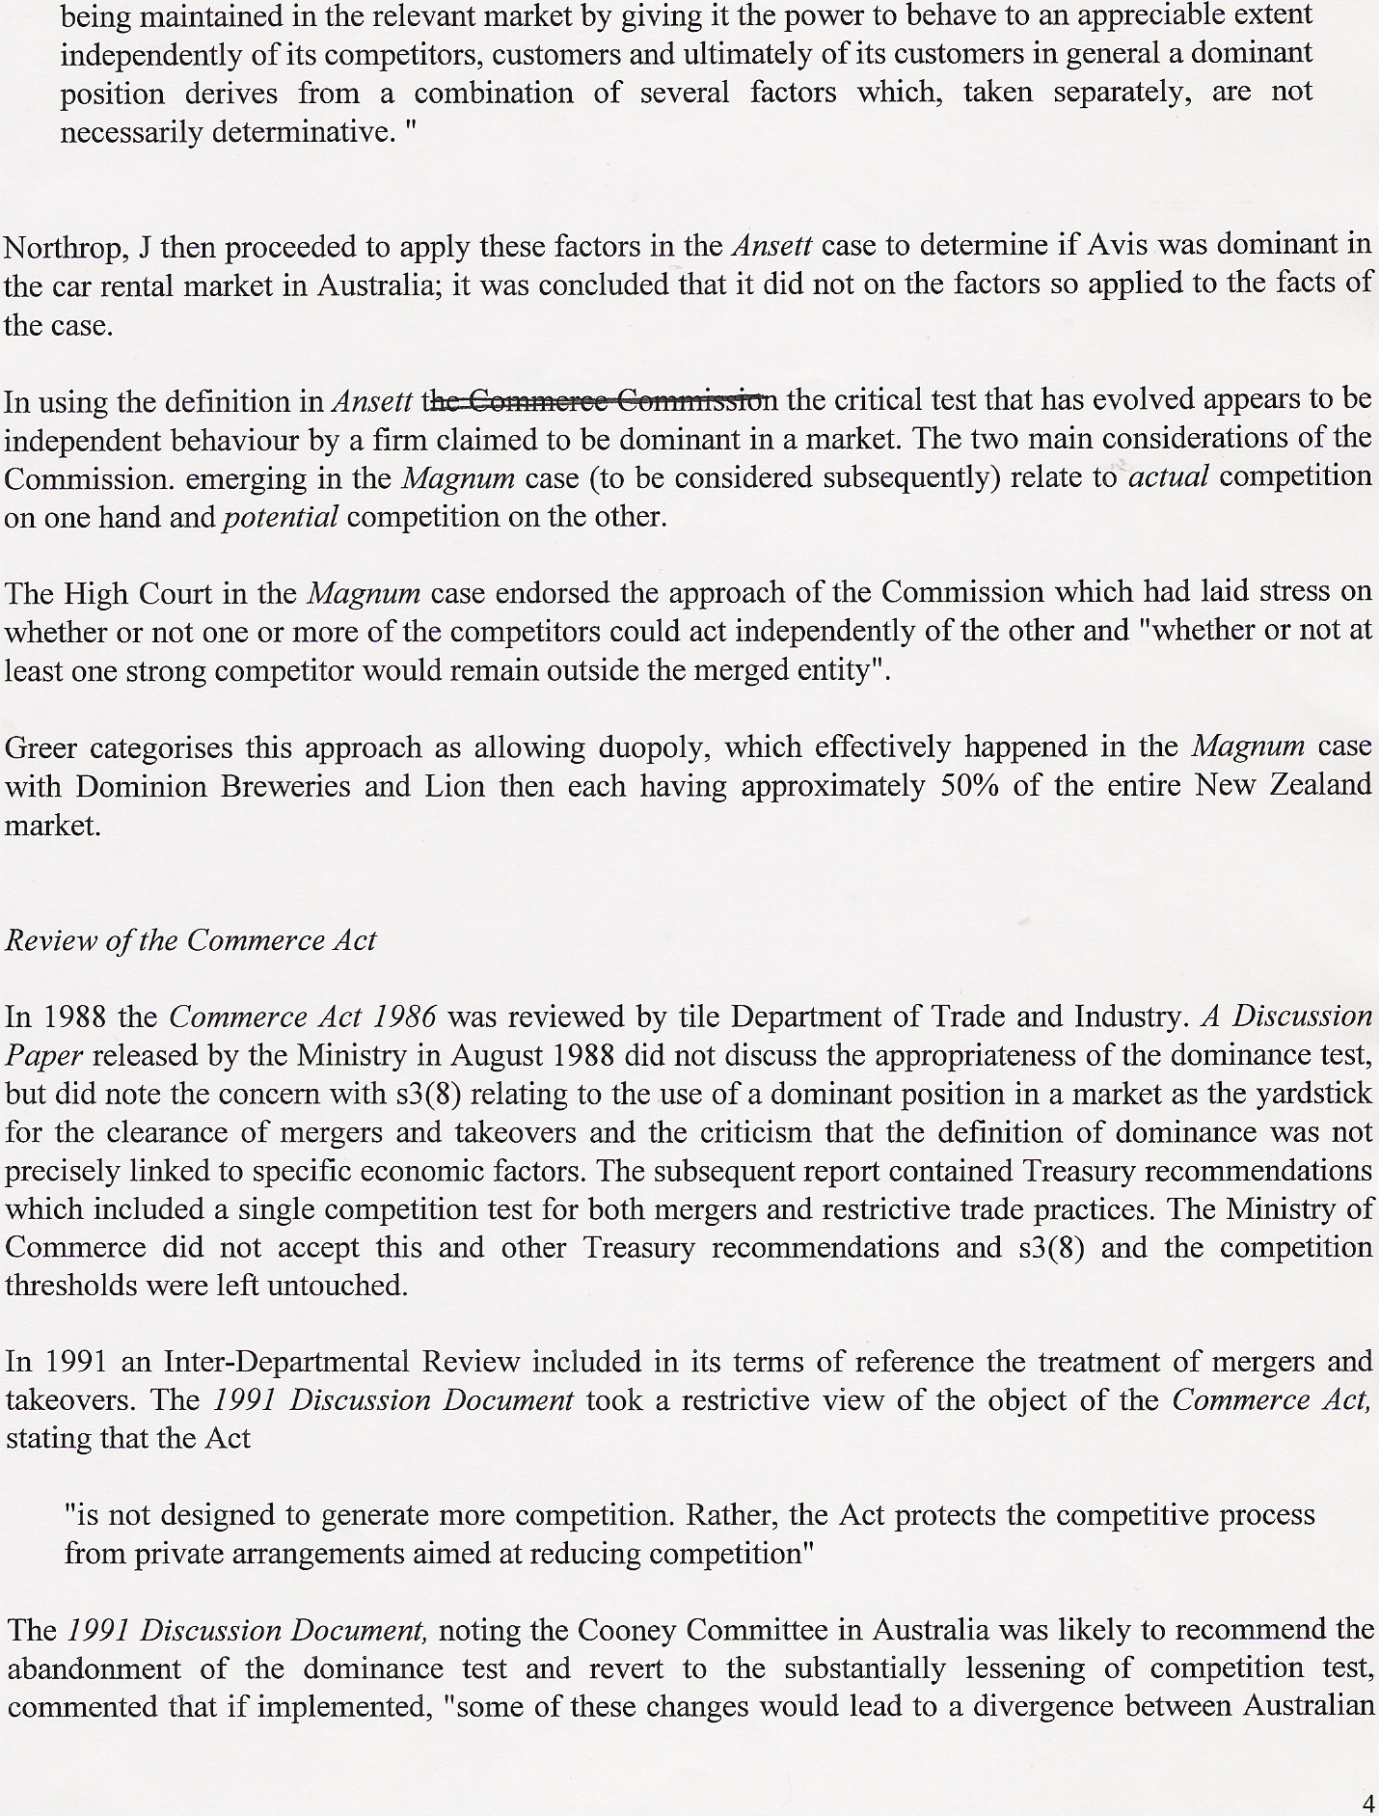 being maintained in the relevant market by giving it the power to behave to an appreciable extent
independently of its competitors, customers and ultimately of its customers in general a dominant
position derives from a combination of several factors which, taken separately, are not
necessarily determinative. "
Northrop, J then proceeded to apply these factors in the Ansett case to determine if Avis was dominant in
the car rental market in Australia; it was concluded that it did not on the factors so applied to the facts of
the case.
In using the definition in Ansett the Commerce Commission the critical test that has evolved appears to be
independent behaviour by a firm claimed to be dominant in a market. The two main considerations of the
Commission. emerging in the Magnum case (to be considered subsequently) relate to actual competition
on one hand and potential competition on the other.
The High Court in the Magnum case endorsed the approach of the Commission which had laid stress on
whether or not one or more of the competitors could act independently of the other and "whether or not at
least one strong competitor would remain outside the merged entity".
Greer categorises this approach as allowing duopoly, which effectively happened in the Magnum case
with Dominion Breweries and Lion then each having approximately 50% of the entire New Zealand
market.
Review of the Commerce Act
In 1988 the Commerce Act 1986 was reviewed by tile Department of Trade and Industry. A Discussion
Paper released by the Ministry in August 1988 did not discuss the appropriateness of the dominance test,
but did note the concern with s3(8) relating to the use of a dominant position in a market as the yardstick
for the clearance of mergers and takeovers and the criticism that the definition of dominance was not
precisely linked to specific economic factors. The subsequent report contained Treasury recommendations
which included a single competition test for both mergers and restrictive trade practices. The Ministry of
Commerce did not accept this and other Treasury recommendations and s3(8) and the competition
thresholds were left untouched.
In 1991 an Inter-Departmental Review included in its terms of reference the treatment of mergers and
takeovers. The 1991 Discussion Document took a restrictive view of the object of the Commerce Act,
stating that the Act
"is not designed to generate more competition. Rather, the Act protects the competitive process
from private arrangements aimed at reducing competition"
The 1991 Discussion Document, noting the Cooney Committee in Australia was likely to recommend the
abandonment of the dominance test and revert to the substantially lessening of competition test,
commented that if implemented, "some of these changes would lead to a divergence between Australian
4